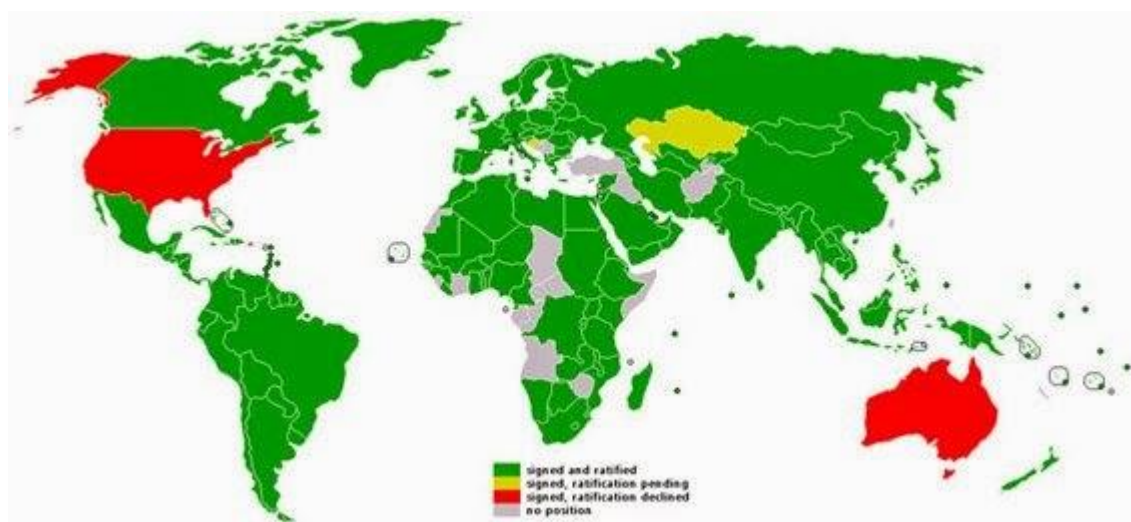 signed and ratified
signed, ratification pending
signed, ratification declined
no position